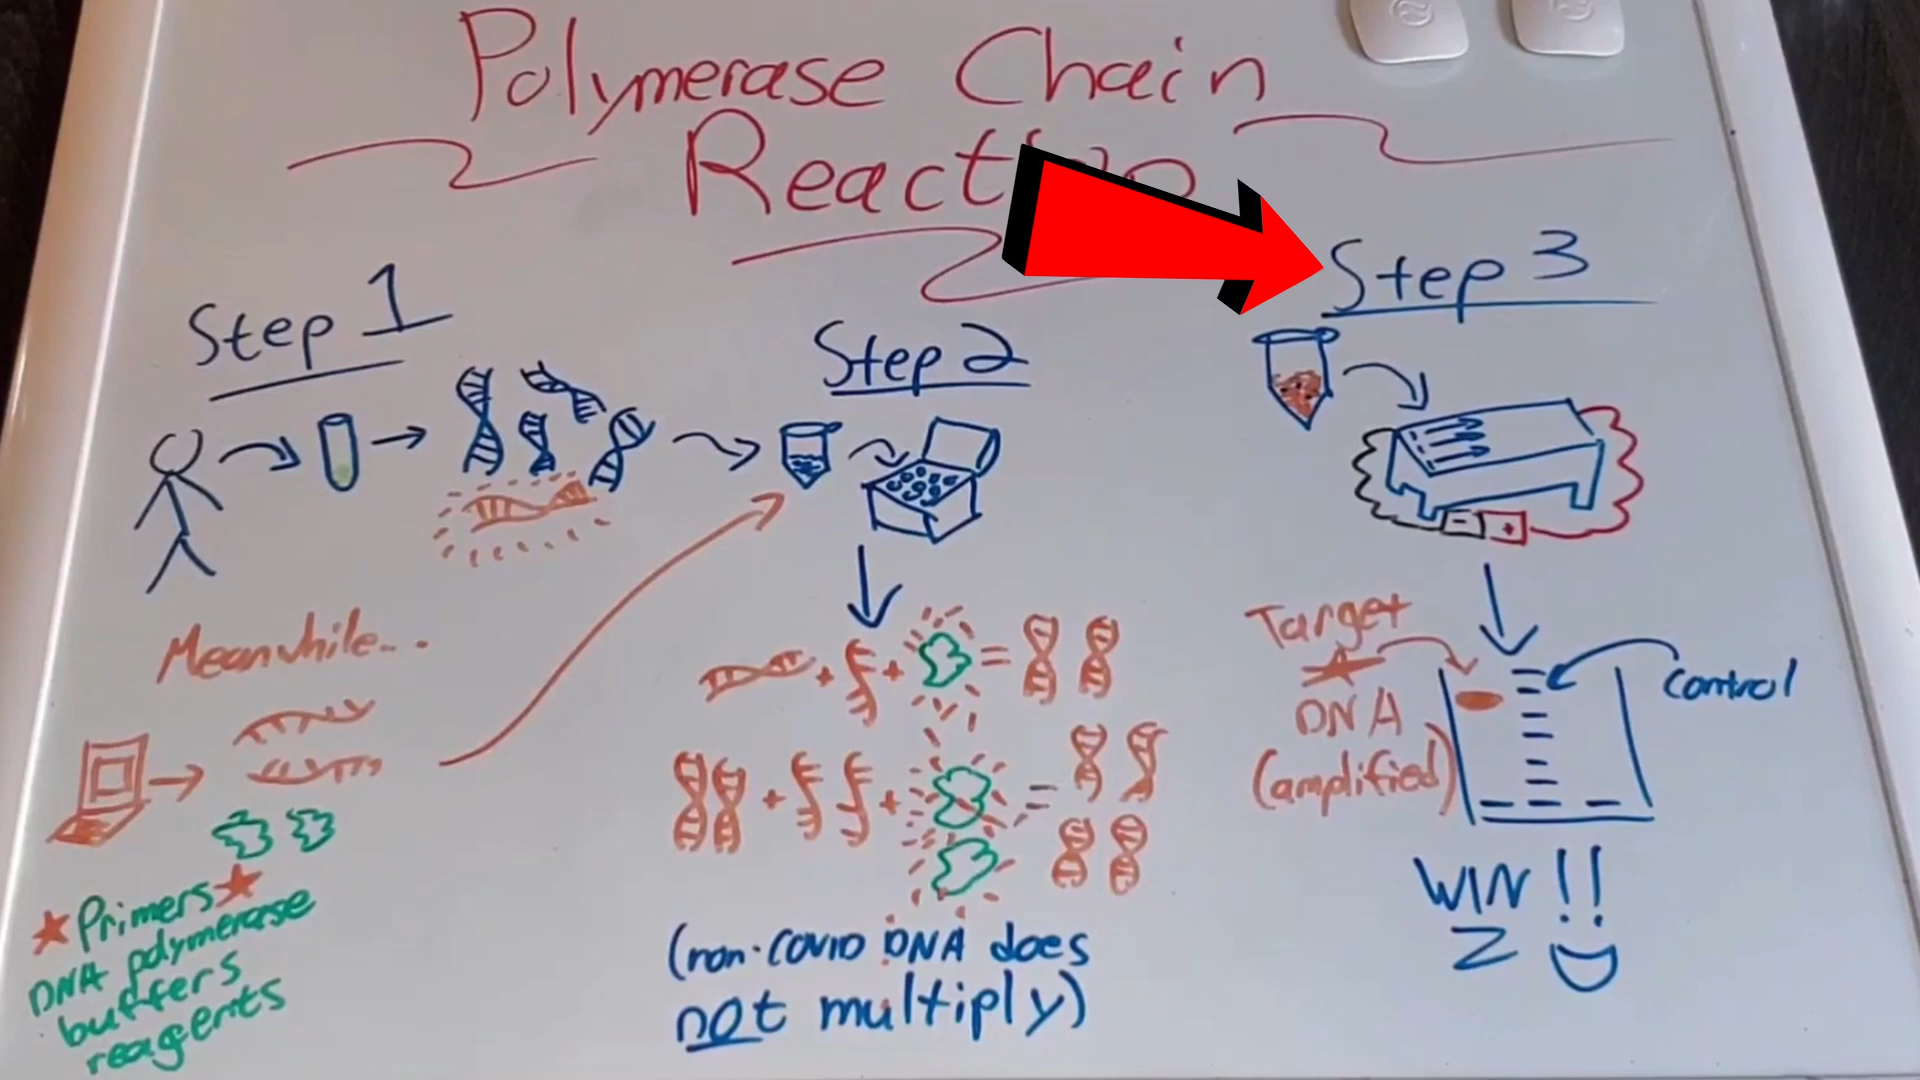 Polymerase Chain
Reaction
Step 1
Meanwhile...
★Primers★
DNA polymerase
buffers
reagents
Step 2
+ + =
+ + =
(non-COVID DNA does
not multiply)
Step 3
- +
Target
DNA
(amplified)
control
WIN!!